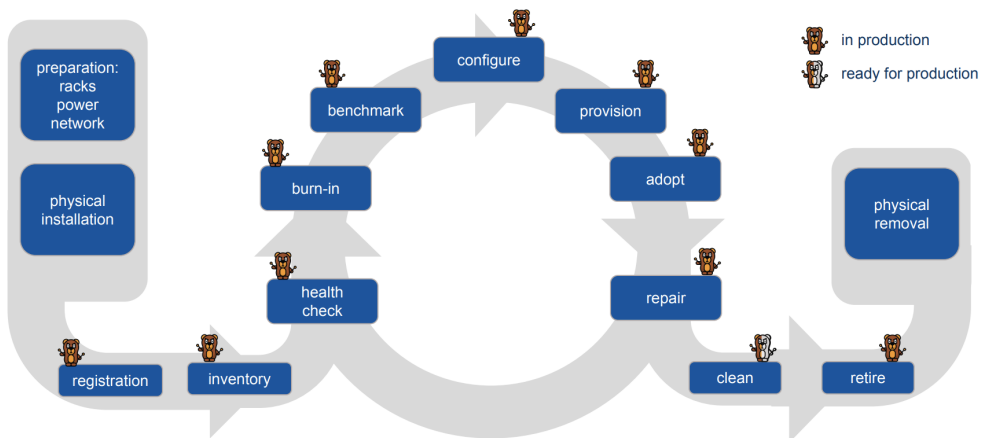 preparation:
racks
power
network
physical
installation
registration
inventory
health
check
burn-in
benchmark
configure
provision
adopt
repair
clean
retire
physical
removal
in production
ready for production